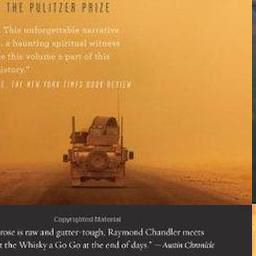 THE PULITZER PRIZE
This unforgettable narrative
a haunting spiritual witness
this volume a part of this
istory."
THE NEW YORK TIMES BOOK REVIEW
Copyrighted Material
rose is raw and gutter-tough, Raymond Chandler meets
t the Whisky a Go Go at the end of days." —Austin Chronicle